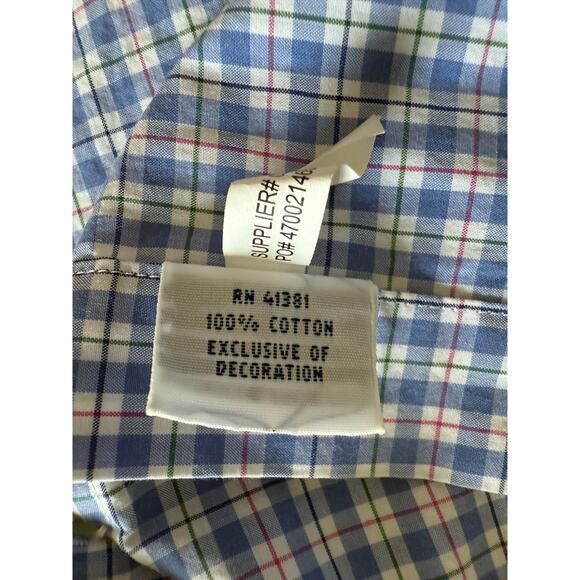 SUPPLIER#
PO# 4700214
RN 41381
100% COTTON
EXCLUSIVE OF
DECORATION